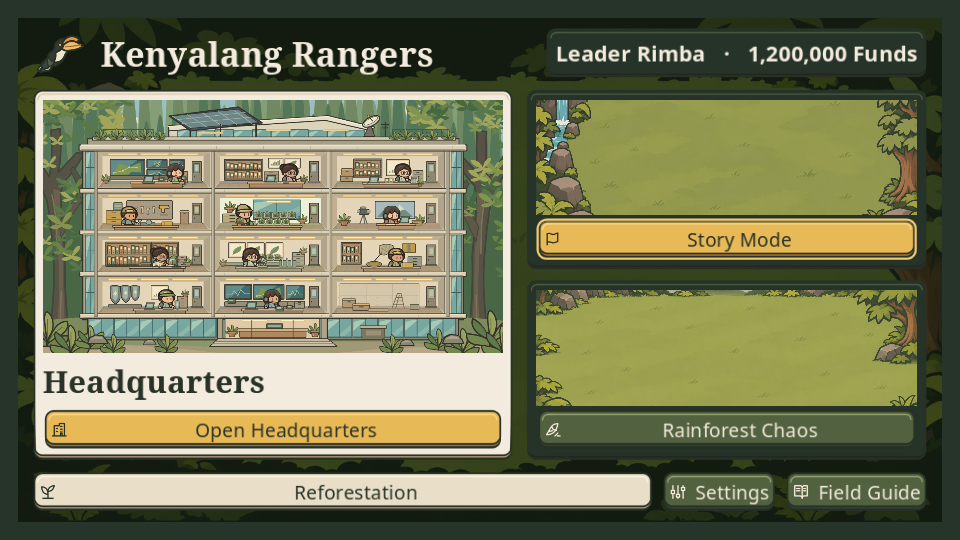 Kenyalang Rangers
Leader Rimba · 1,200,000 Funds
Headquarters
Open Headquarters
Story Mode
Rainforest Chaos
Reforestation
Settings
Field Guide